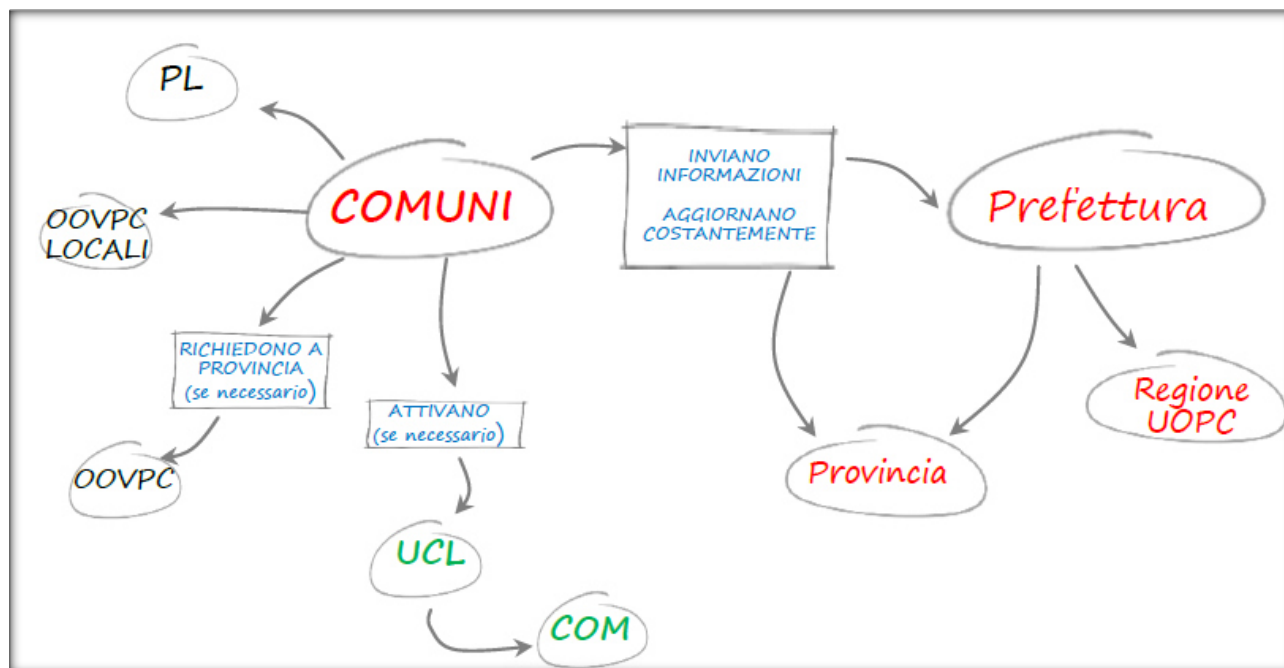 PL
COMUNI
OOVPC
LOCALI
INVIANO
INFORMAZIONI
AGGIORNANO
COSTANTEMENTE
Prefettura
RICHIEDONO A
PROVINCIA
(se necessario)
ATTIVANO
(se necessario)
OOVPC
UCL
COM
Provincia
Regione
UOPC